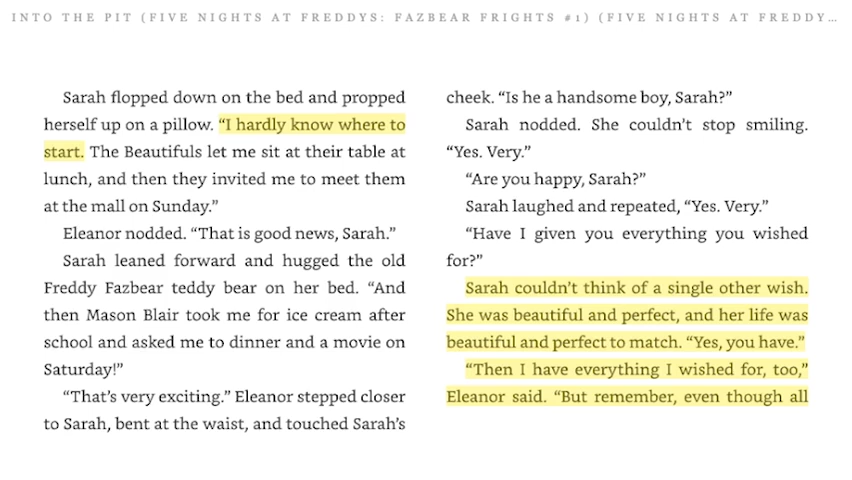 INTO THE PIT (FIVE NIGHTS AT FREDDYS: FAZBEAR FRIGHTS #1) (FIVE NIGHTS AT FREDDY...
Sarah flopped down on the bed and propped
herself up on a pillow. “I hardly know where to
start. The Beautifuls let me sit at their table at
lunch, and then they invited me to meet them
at the mall on Sunday.”
Eleanor nodded. “That is good news, Sarah.”
Sarah leaned forward and hugged the old
Freddy Fazbear teddy bear on her bed. “And
then Mason Blair took me for ice cream after
school and asked me to dinner and a movie on
Saturday!”
“That’s very exciting.” Eleanor stepped closer
to Sarah, bent at the waist, and touched Sarah’s
cheek. “Is he a handsome boy, Sarah?”
Sarah nodded. She couldn’t stop smiling.
“Yes. Very.”
“Are you happy, Sarah?”
Sarah laughed and repeated, “Yes. Very.”
“Have I given you everything you wished
for?”
Sarah couldn’t think of a single other wish.
She was beautiful and perfect, and her life was
beautiful and perfect to match. “Yes, you have.”
“Then I have everything I wished for, too,”
Eleanor said. “But remember, even though all